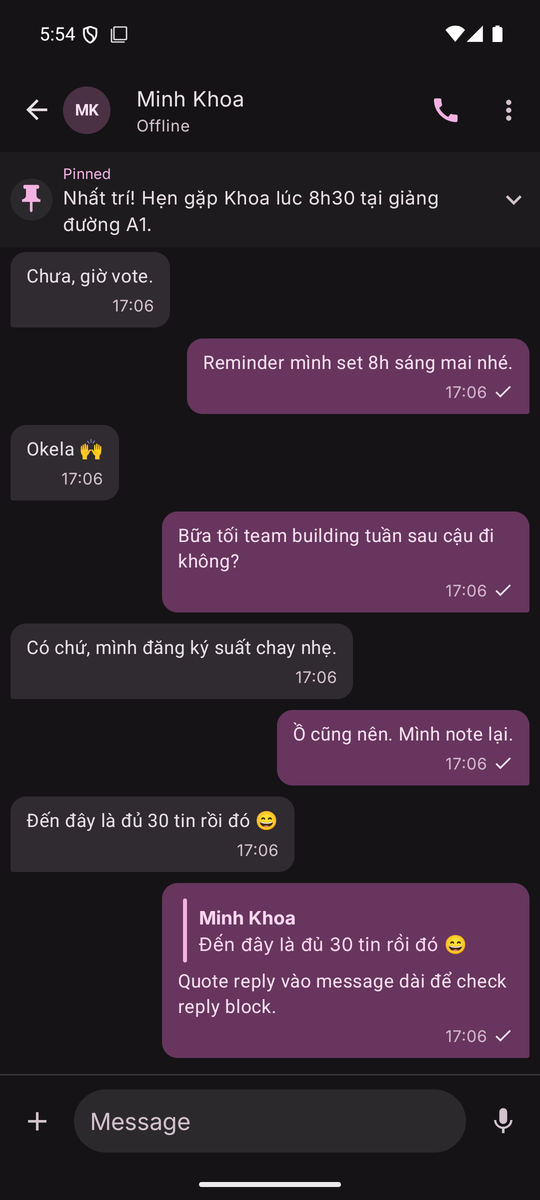 5:54
MK
Minh Khoa
Offline
Pinned
Nhất trí! Hẹn gặp Khoa lúc 8h30 tại giảng
đường A1.
Chưa, giờ vote.
17:06
Reminder mình set 8h sáng mai nhé.
17:06
Okela 🙌
17:06
Bữa tối team building tuần sau cậu đi
không?
17:06
Có chứ, mình đăng ký suất chay nhẹ.
17:06
Ồ cũng nên. Mình note lại.
17:06
Đến đây là đủ 30 tin rồi đó 😄
17:06
Minh Khoa
Đến đây là đủ 30 tin rồi đó 😄
Quote reply vào message dài để check
reply block.
17:06
Message